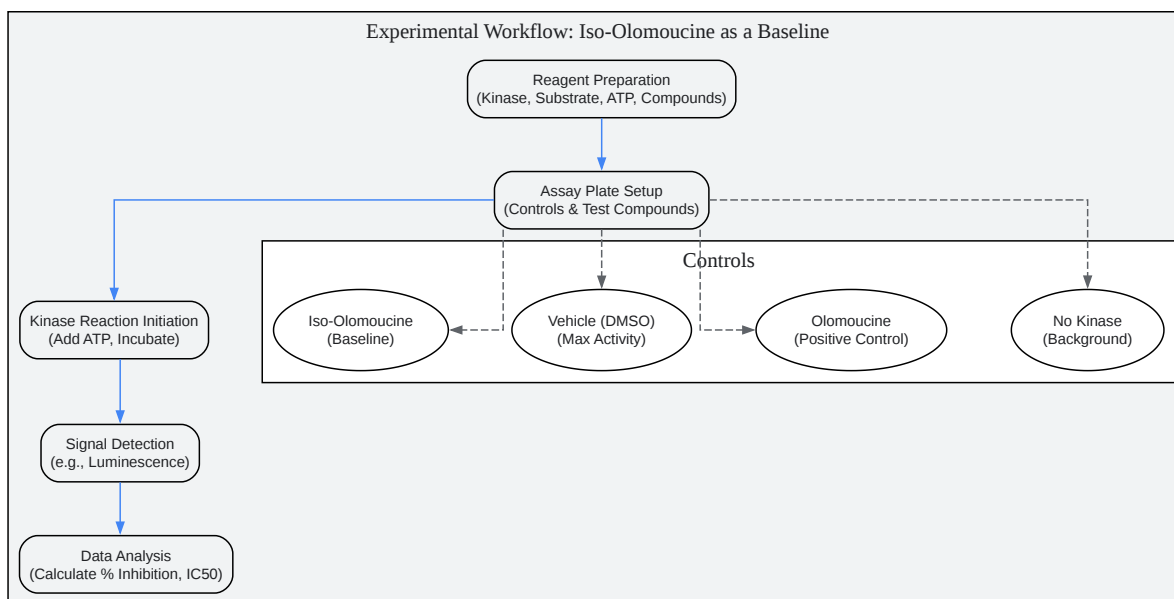 Experimental Workflow: Iso-Olomoucine as a Baseline
Reagent Preparation
(Kinase, Substrate, ATP, Compounds)
Assay Plate Setup
(Controls & Test Compounds)
Controls
Kinase Reaction Initiation
(Add ATP, Incubate)
Iso-Olomoucine
(Baseline)
Vehicle (DMSO)
(Max Activity)
Olomoucine
(Positive Control)
No Kinase
(Background)
Signal Detection
(e.g., Luminescence)
Data Analysis
(Calculate % Inhibition, IC50)